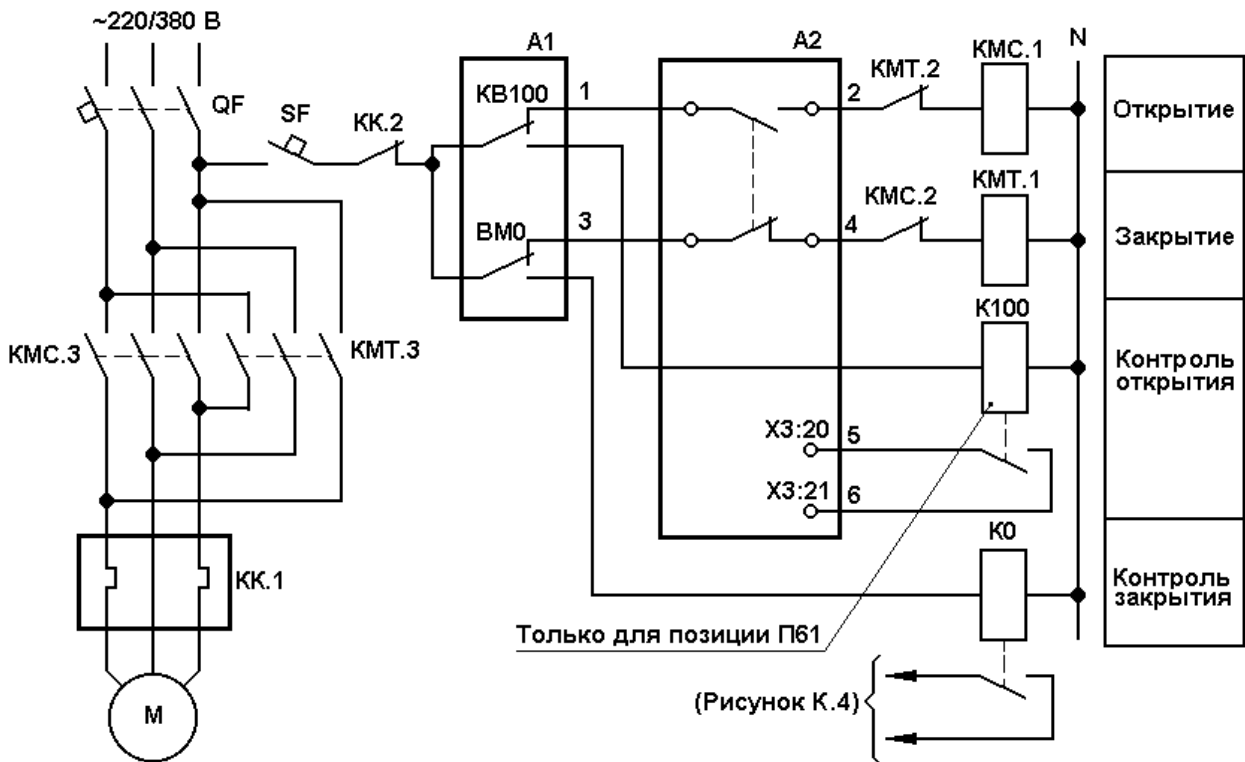 ~220/380 В
QF
SF
КК.2
А1
КВ100
1
ВМ0
3
А2
2
КМТ.2
КМС.1
N
Открытие
4
КМС.2
КМТ.1
Закрытие
КМС.3
КМТ.3
К100
Контроль
открытия
Х3:20
5
Х3:21
6
КК.1
К0
Контроль
закрытия
Только для позиции П61
М
(Рисунок К.4)